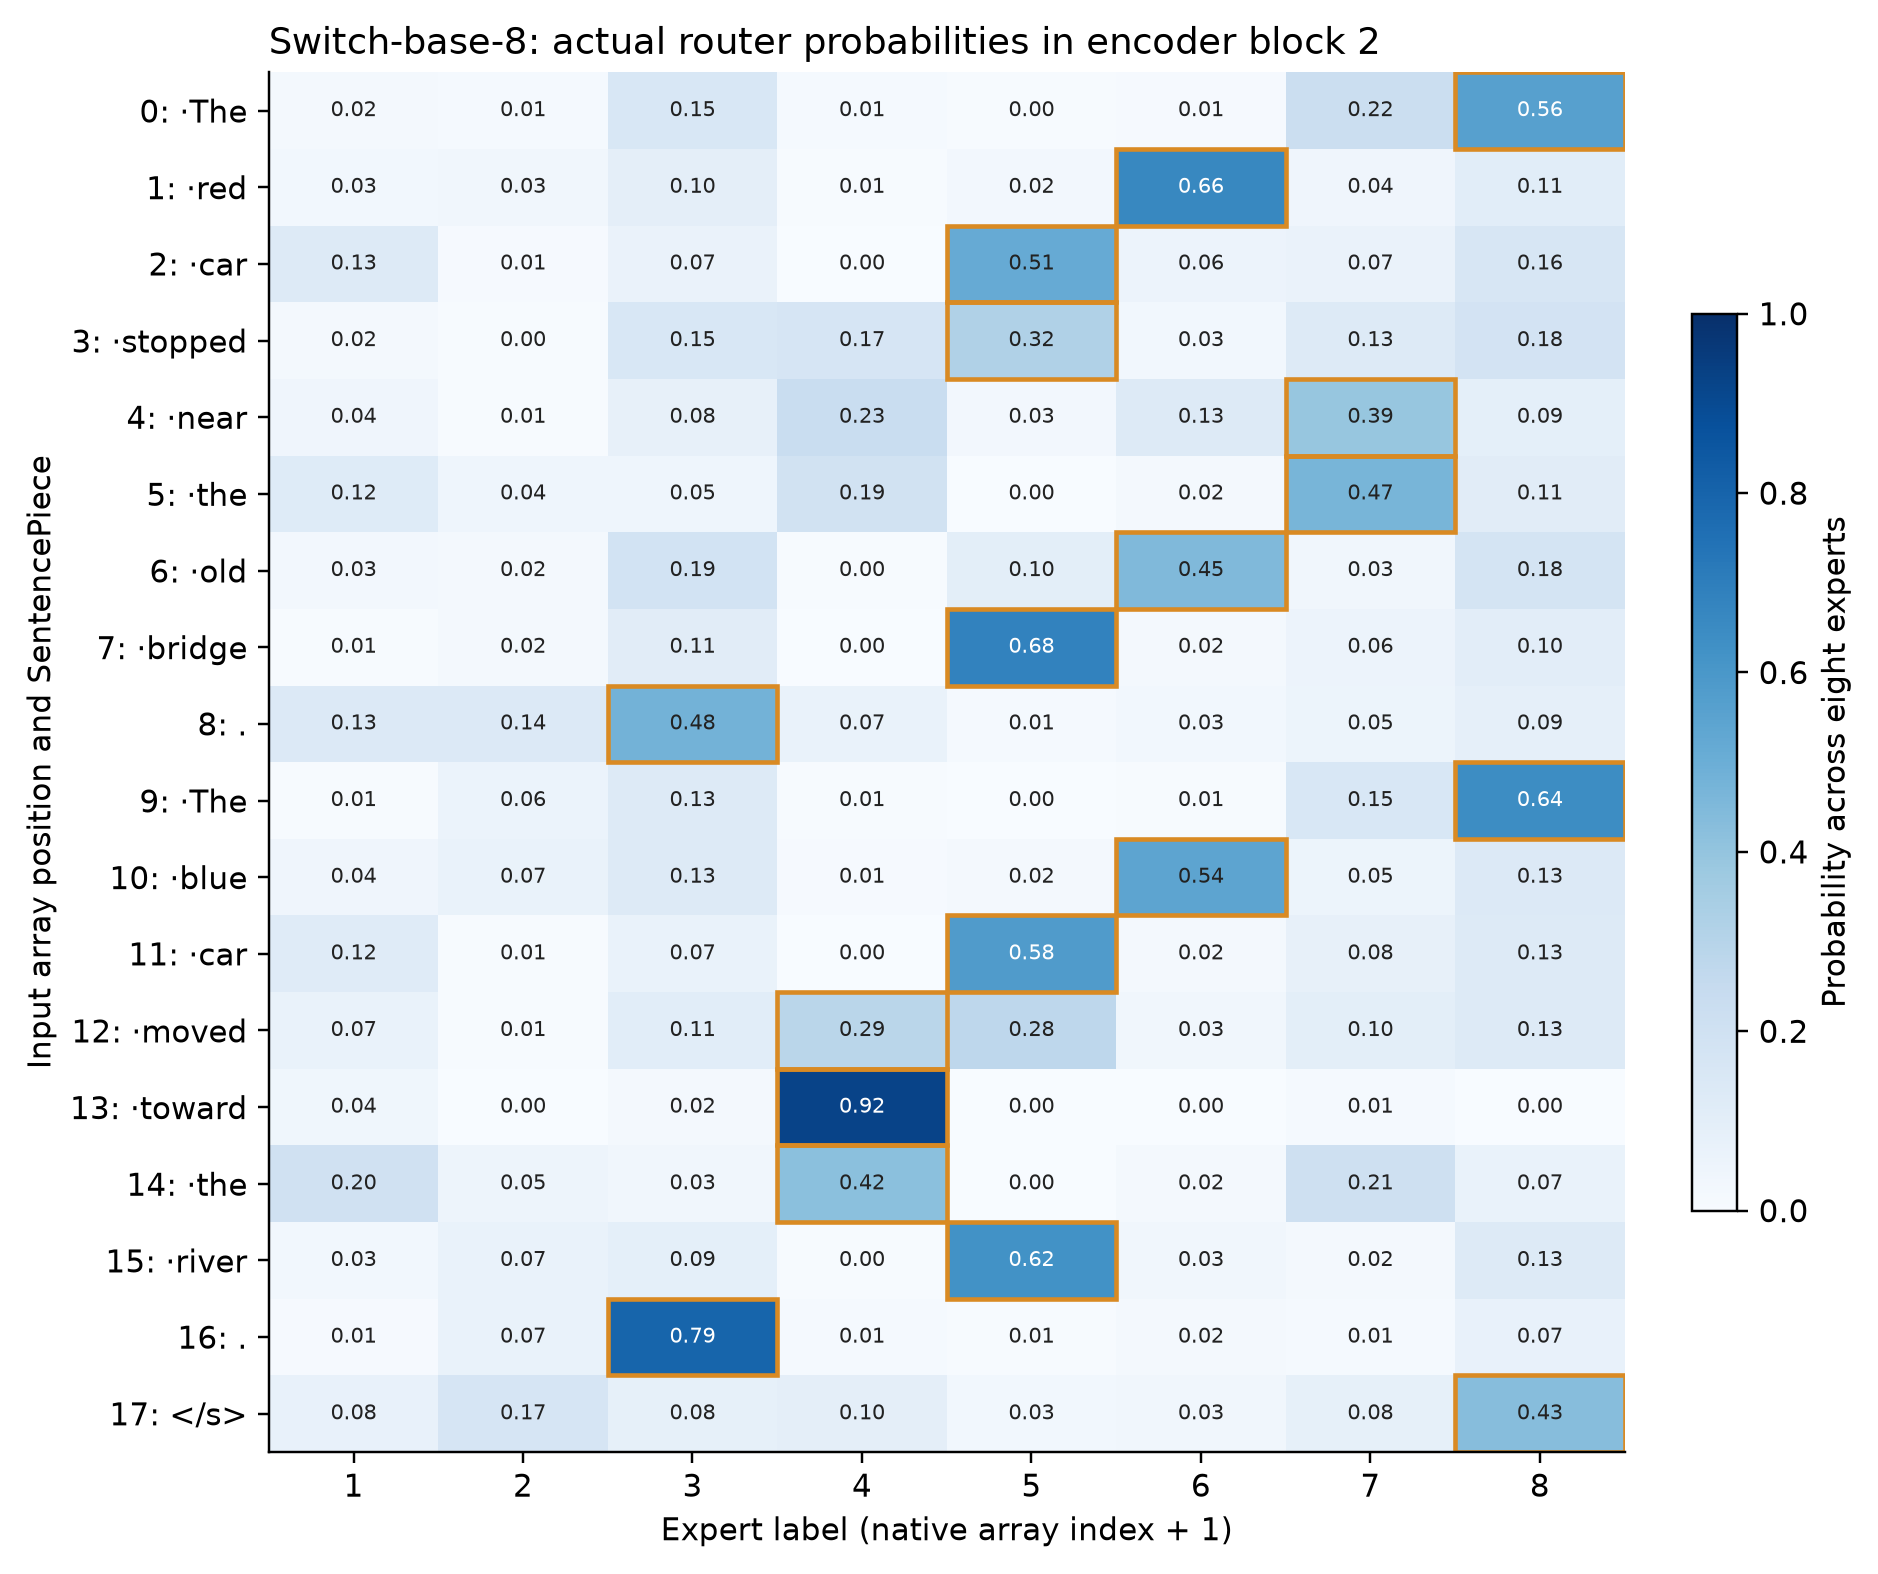 Switch-base-8: actual router probabilities in encoder block 2
Input array position and SentencePiece
0: ·The 0.02 0.01 0.15 0.01 0.00 0.01 0.22 0.56
1: ·red 0.03 0.03 0.10 0.01 0.02 0.66 0.04 0.11
2: ·car 0.13 0.01 0.07 0.00 0.51 0.06 0.07 0.16
3: ·stopped 0.02 0.00 0.15 0.17 0.32 0.03 0.13 0.18
4: ·near 0.04 0.01 0.08 0.23 0.03 0.13 0.39 0.09
5: ·the 0.12 0.04 0.05 0.19 0.00 0.02 0.47 0.11
6: ·old 0.03 0.02 0.19 0.00 0.10 0.45 0.03 0.18
7: ·bridge 0.01 0.02 0.11 0.00 0.68 0.02 0.06 0.10
8: . 0.13 0.14 0.48 0.07 0.01 0.03 0.05 0.09
9: ·The 0.01 0.06 0.13 0.01 0.00 0.01 0.15 0.64
10: ·blue 0.04 0.07 0.13 0.01 0.02 0.54 0.05 0.13
11: ·car 0.12 0.01 0.07 0.00 0.58 0.02 0.08 0.13
12: ·moved 0.07 0.01 0.11 0.29 0.28 0.03 0.10 0.13
13: ·toward 0.04 0.00 0.02 0.92 0.00 0.00 0.01 0.00
14: ·the 0.20 0.05 0.03 0.42 0.00 0.02 0.21 0.07
15: ·river 0.03 0.07 0.09 0.00 0.62 0.03 0.02 0.13
16: . 0.01 0.07 0.79 0.01 0.01 0.02 0.01 0.07
17: </s> 0.08 0.17 0.08 0.10 0.03 0.03 0.08 0.43
1 2 3 4 5 6 7 8
Expert label (native array index + 1)
1.0
0.8
0.6
0.4
0.2
0.0
Probability across eight experts